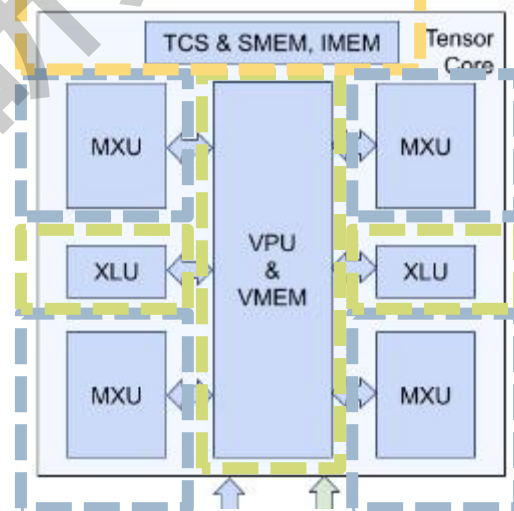 TCS & SMEM, IMEM
Tensor
Core
MXU
MXU
VPU
&
VMEM
XLU
XLU
MXU
MXU